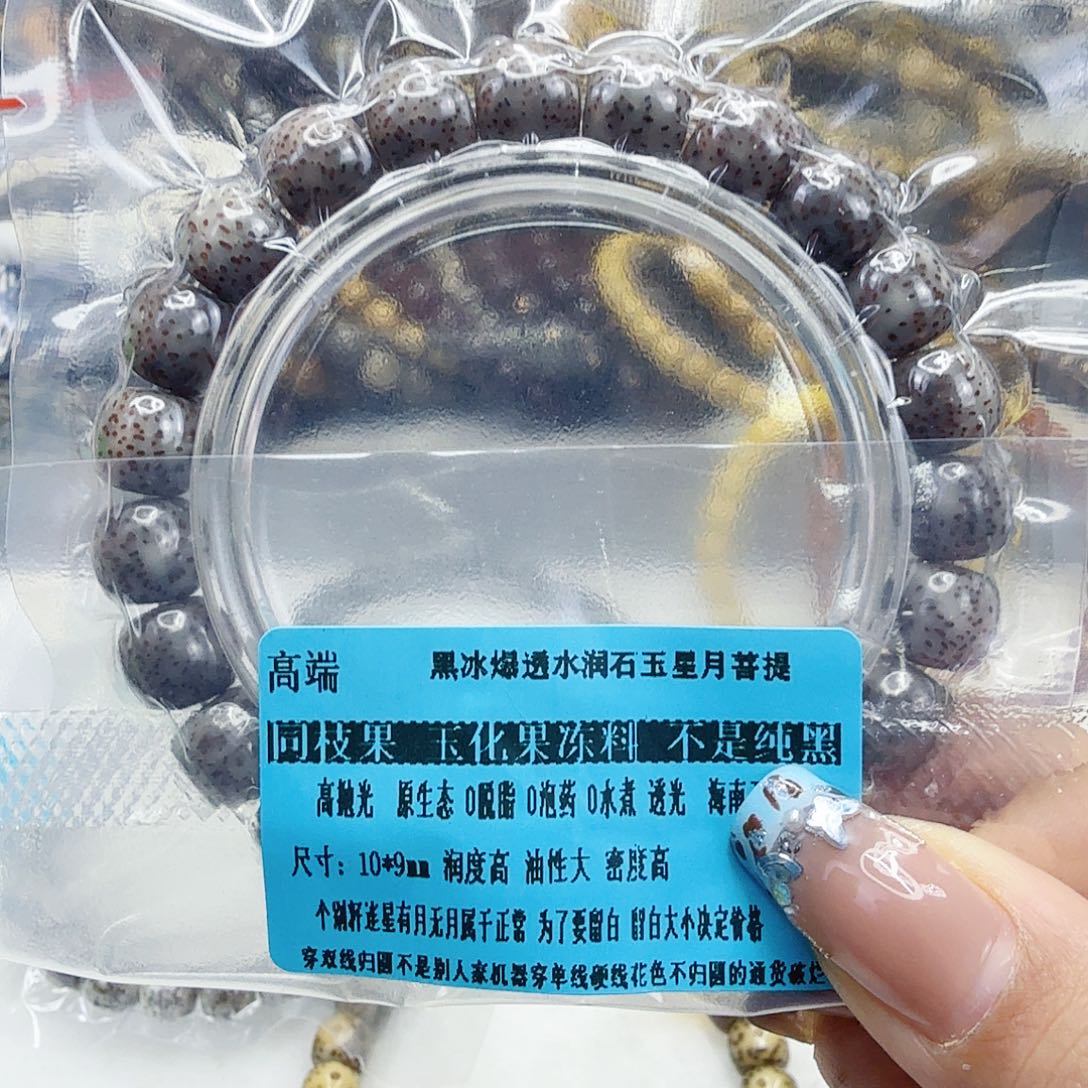 高端 黑冰爆透水润石玉星月菩提
同枝果 玉化果冻料 不是纯黑
高抛光 原生态 0脱脂 0泡药 0水煮 透光 海南
尺寸：10*9mm 润度高 油性大 密度高
个别奸连星有月无月属于正常 为了要留白 留白大小决定价格
穿双线归圆不是别人家机器穿单线硬线花色不归圆的通货破烂